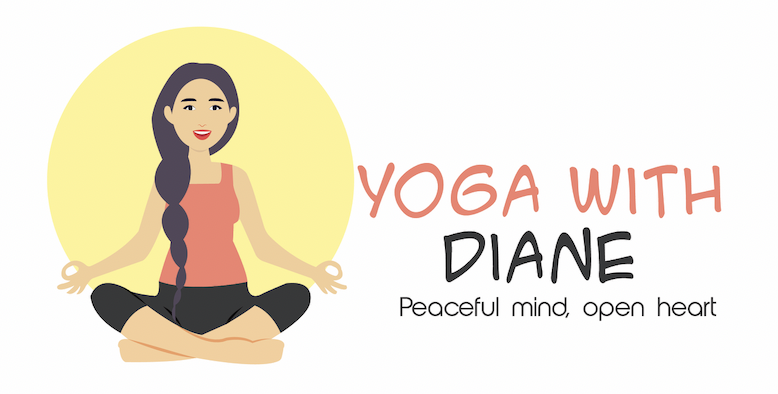 YOGA WITH
DIANE
Peaceful mind, open heart